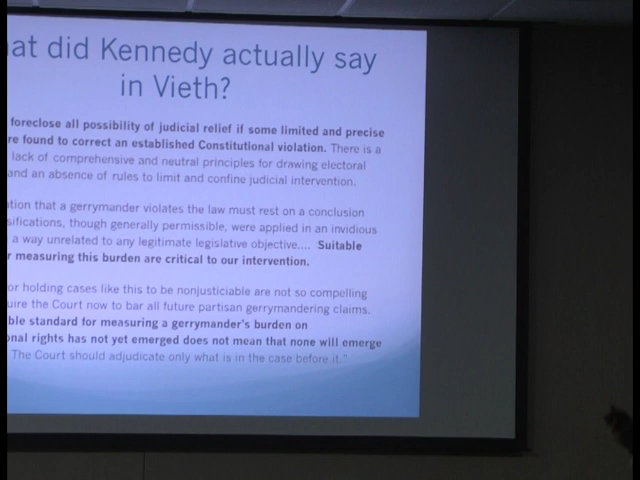 at did Kennedy actually say
in Vieth?
foreclose all possibility of judicial relief if some limited and precise
re found to correct an established Constitutional violation. There is a
lack of comprehensive and neutral principles for drawing electoral
and an absence of rules to limit and confine judicial intervention.
tion that a gerrymander violates the law must rest on a conclusion
sifications, though generally permissible, were applied in an invidious
a way unrelated to any legitimate legislative objective.... Suitable
r measuring this burden are critical to our intervention.
or holding cases like this to be nonjusticiable are not so compelling
uire the Court now to bar all future partisan gerrymandering claims.
ble standard for measuring a gerrymander's burden on
onal rights has not yet emerged does not mean that none will emerge
The Court should adjudicate only what is in the case before it."